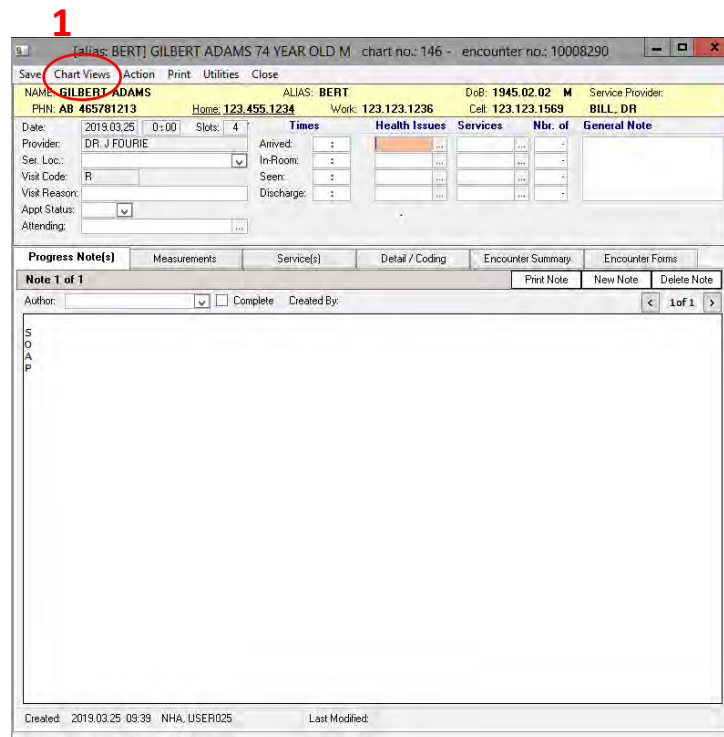 1
[alias: BERT] GILBERT ADAMS 74 YEAR OLD M chart no.: 146 - encounter no.: 10008290
Save Chart Views Action Print Utilities Close
NAME: GILBERT ADAMS ALIAS: BERT DoB: 1945.02.02 M Service Provider:
PHN: AB 465781213 Home: 123.455.1234 Work: 123.123.1236 Cell: 123.123.1569 BILL, DR
Date: 2019.03.25 0:00 Slots: 4 Times Health Issues Services Nbr. of General Note
Provider: DR. J FOURIE Arrived: : ... ... -
Ser. Loc.: In-Room: : ... ... -
Visit Code: R Seen: : ... ... -
Visit Reason: Discharge: : ... ... -
Appt Status:
Attending: ...
Progress Note(s) Measurements Service(s) Detail / Coding Encounter Summary Encounter Forms
Note 1 of 1 Print Note New Note Delete Note
Author: Complete Created By: < 1of 1 >
S
O
A
P
Created: 2019.03.25 09:39 NHA, USER025 Last Modified: